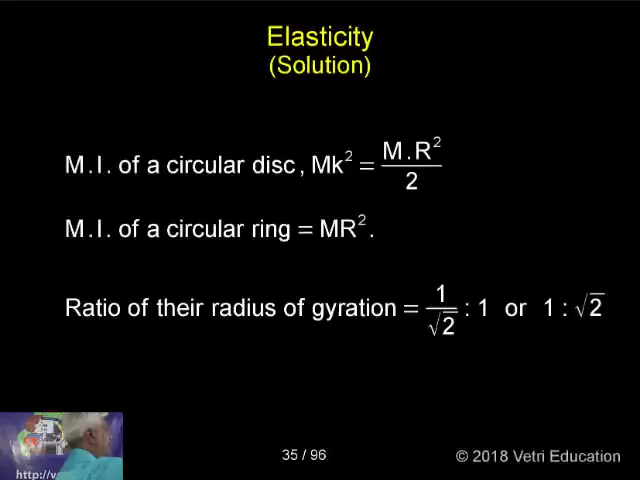 Elasticity
(Solution)
M.I. of a circular disc, Mk² = M.R²/2
M.I. of a circular ring = MR².
Ratio of their radius of gyration = 1/√2 : 1 or 1 : √2
http://v
35 / 96
© 2018 Vetri Education